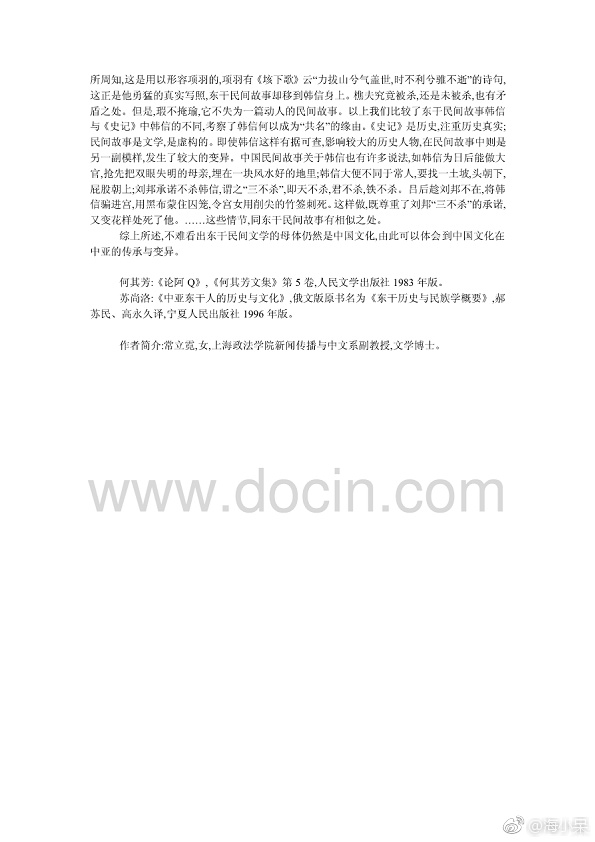 所周知,这是用以形容项羽的,项羽有《垓下歌》云“力拔山兮气盖世,时不利兮骓不逝”的诗句,
这正是他勇猛的真实写照,东干民间故事却移到韩信身上。樵夫究竟被杀,还是未被杀,也有矛
盾之处。但是,瑕不掩瑜,它不失为一篇动人的民间故事。以上我们比较了东干民间故事韩信
与《史记》中韩信的不同,考察了韩信何以成为“共名”的缘由。《史记》是历史,注重历史真实;
民间故事是文学,是虚构的。即使韩信这样有据可查,影响较大的历史人物,在民间故事中则是
另一副模样,发生了较大的变异。中国民间故事关于韩信也有许多说法,如韩信为日后能做大
官,抢先把双眼失明的母亲,埋在一块风水好的地里;韩信大便不同于常人,要找一土坡,头朝下,
屁股朝上;刘邦承诺不杀韩信,谓之“三不杀”,即天不杀,君不杀,铁不杀。吕后趁刘邦不在,将韩
信骗进宫,用黑布蒙住囚笼,令宫女用削尖的竹签刺死。这样做,既尊重了刘邦“三不杀”的承诺,
又变花样处死了他。……这些情节,同东干民间故事有相似之处。
综上所述,不难看出东干民间文学的母体仍然是中国文化,由此可以体会到中国文化在
中亚的传承与变异。
何其芳:《论阿Q》,《何其芳文集》第 5 卷,人民文学出版社 1983 年版。
苏尚洛:《中亚东干人的历史与文化》,俄文版原书名为《东干历史与民族学概要》,郝
苏民、高永久译,宁夏人民出版社 1996 年版。
作者简介:常立霓,女,上海政法学院新闻传播与中文系副教授,文学博士。
www.docin.com
@海小呆